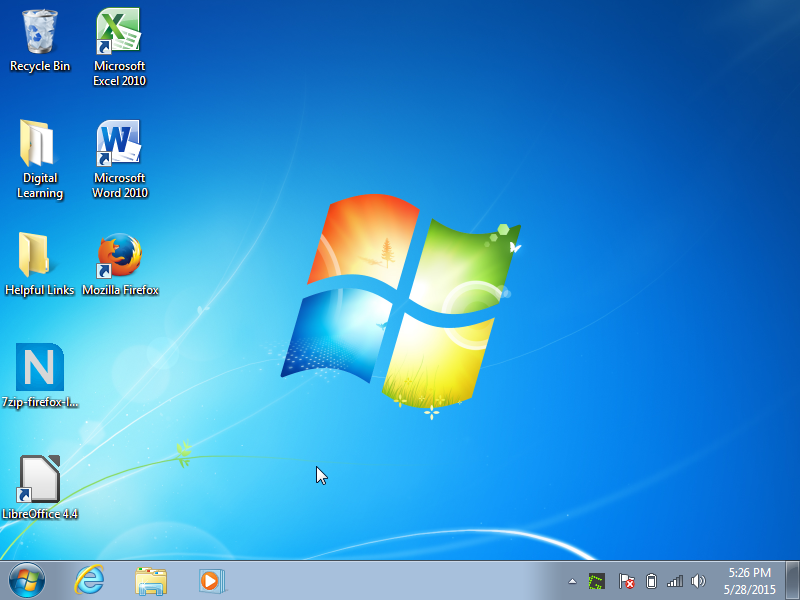 Recycle Bin
Microsoft
Excel 2010
Digital
Learning
Microsoft
Word 2010
Helpful Links
Mozilla Firefox
7zip-firefox-l...
LibreOffice 4.4
5:26 PM
5/28/2015